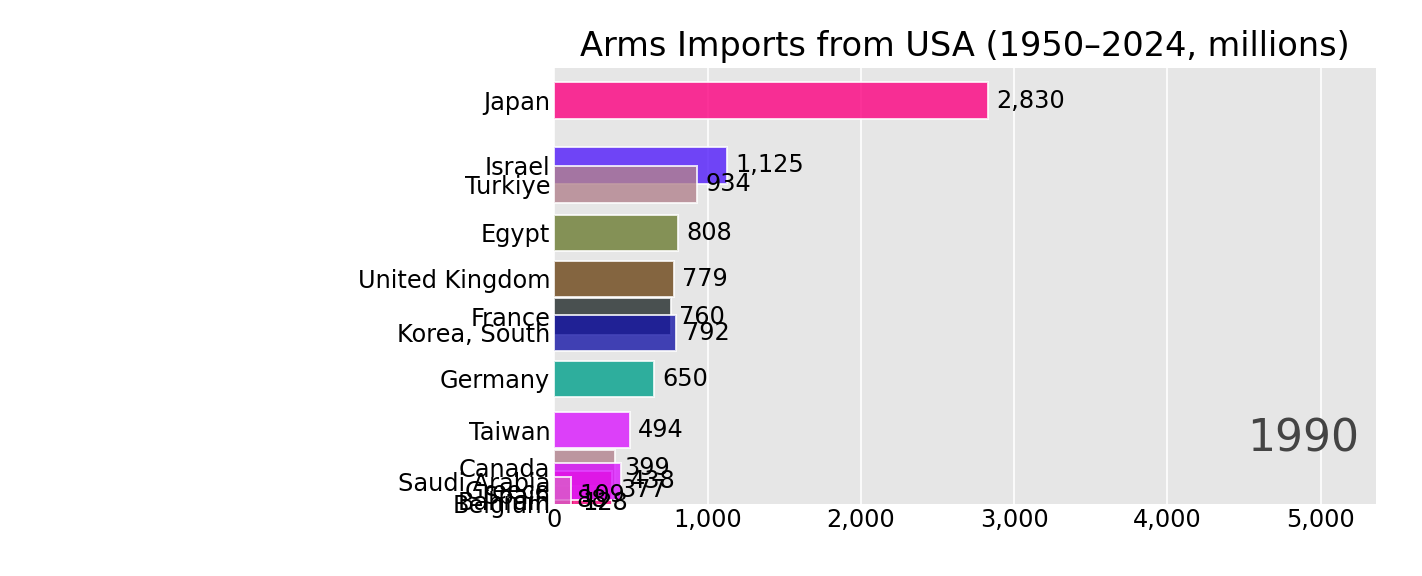 Arms Imports from USA (1950–2024, millions)
Japan 2,830
Israel 1,125
Turkiye 934
Egypt 808
United Kingdom 779
France 760
Korea, South 792
Germany 650
Taiwan 494
1990
Canada 399
Saudi Arabia 438
Greece 377
Bahrain
Belgium
0 1,000 2,000 3,000 4,000 5,000